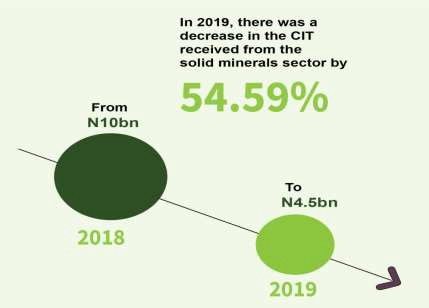 In 2019, there was a
decrease in the CIT
received from the
solid minerals sector by
54.59%
From
N10bn
2018
To
N4.5bn
2019